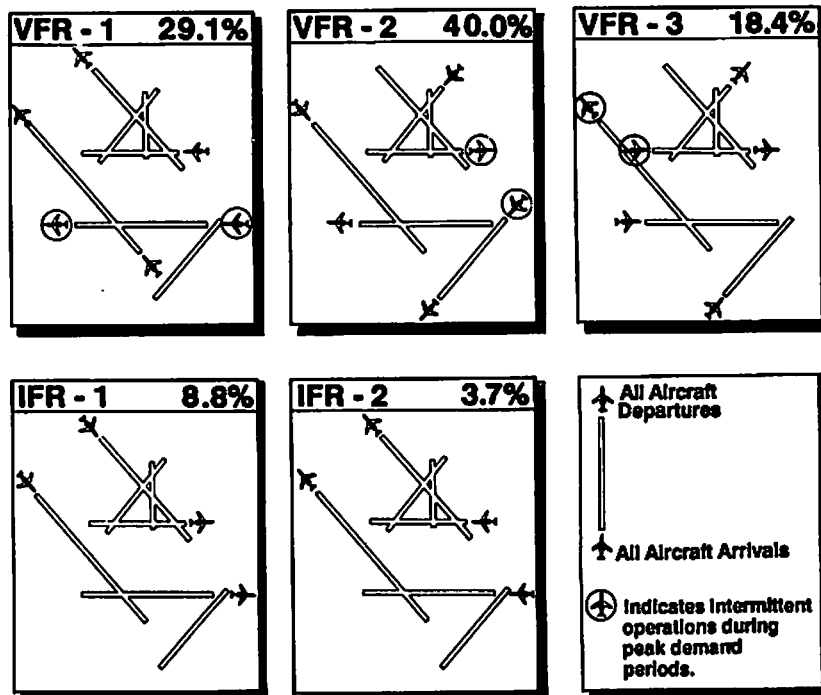 VFR - 1 29.1%
VFR - 2 40.0%
VFR - 3 18.4%
IFR - 1 8.8%
IFR - 2 3.7%
All Aircraft
Departures
All Aircraft Arrivals
Indicates intermittent
operations during
peak demand
periods.